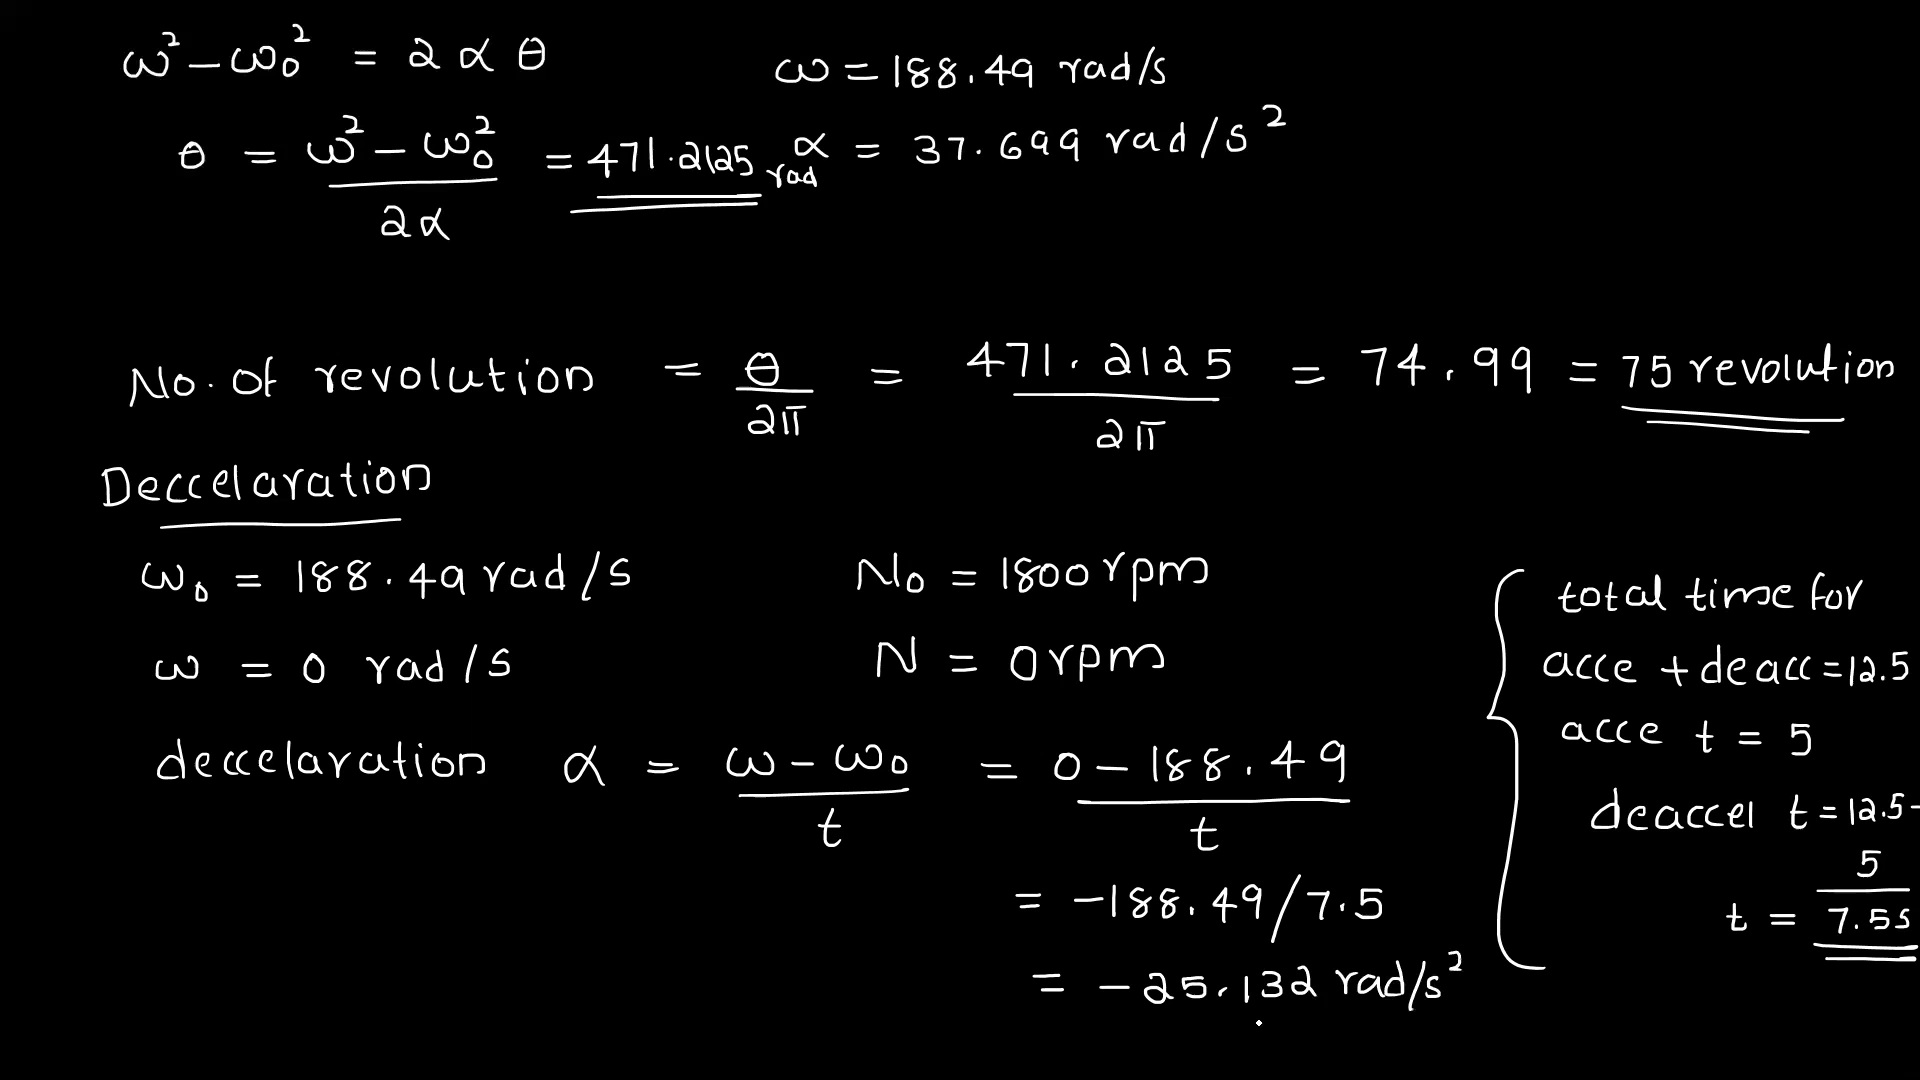 ω² - ω₀² = 2 α θ
ω = 188.49 rad/s
θ = ω² - ω₀² / 2α = 471.2125 rad
α = 37.699 rad/s²
No. of revolution = θ / 2π = 471.2125 / 2π = 74.99 = 75 revolution
Deccelaration
ω₀ = 188.49 rad/s
N₀ = 1800 rpm
ω = 0 rad/s
N = 0 rpm
deccelaration α = ω - ω₀ / t = 0 - 188.49 / t
= -188.49/7.5
= -25.132 rad/s²
total time for
acce + deacc = 12.5
acce t = 5
deaccel t = 12.5-
5
t = 7.5s